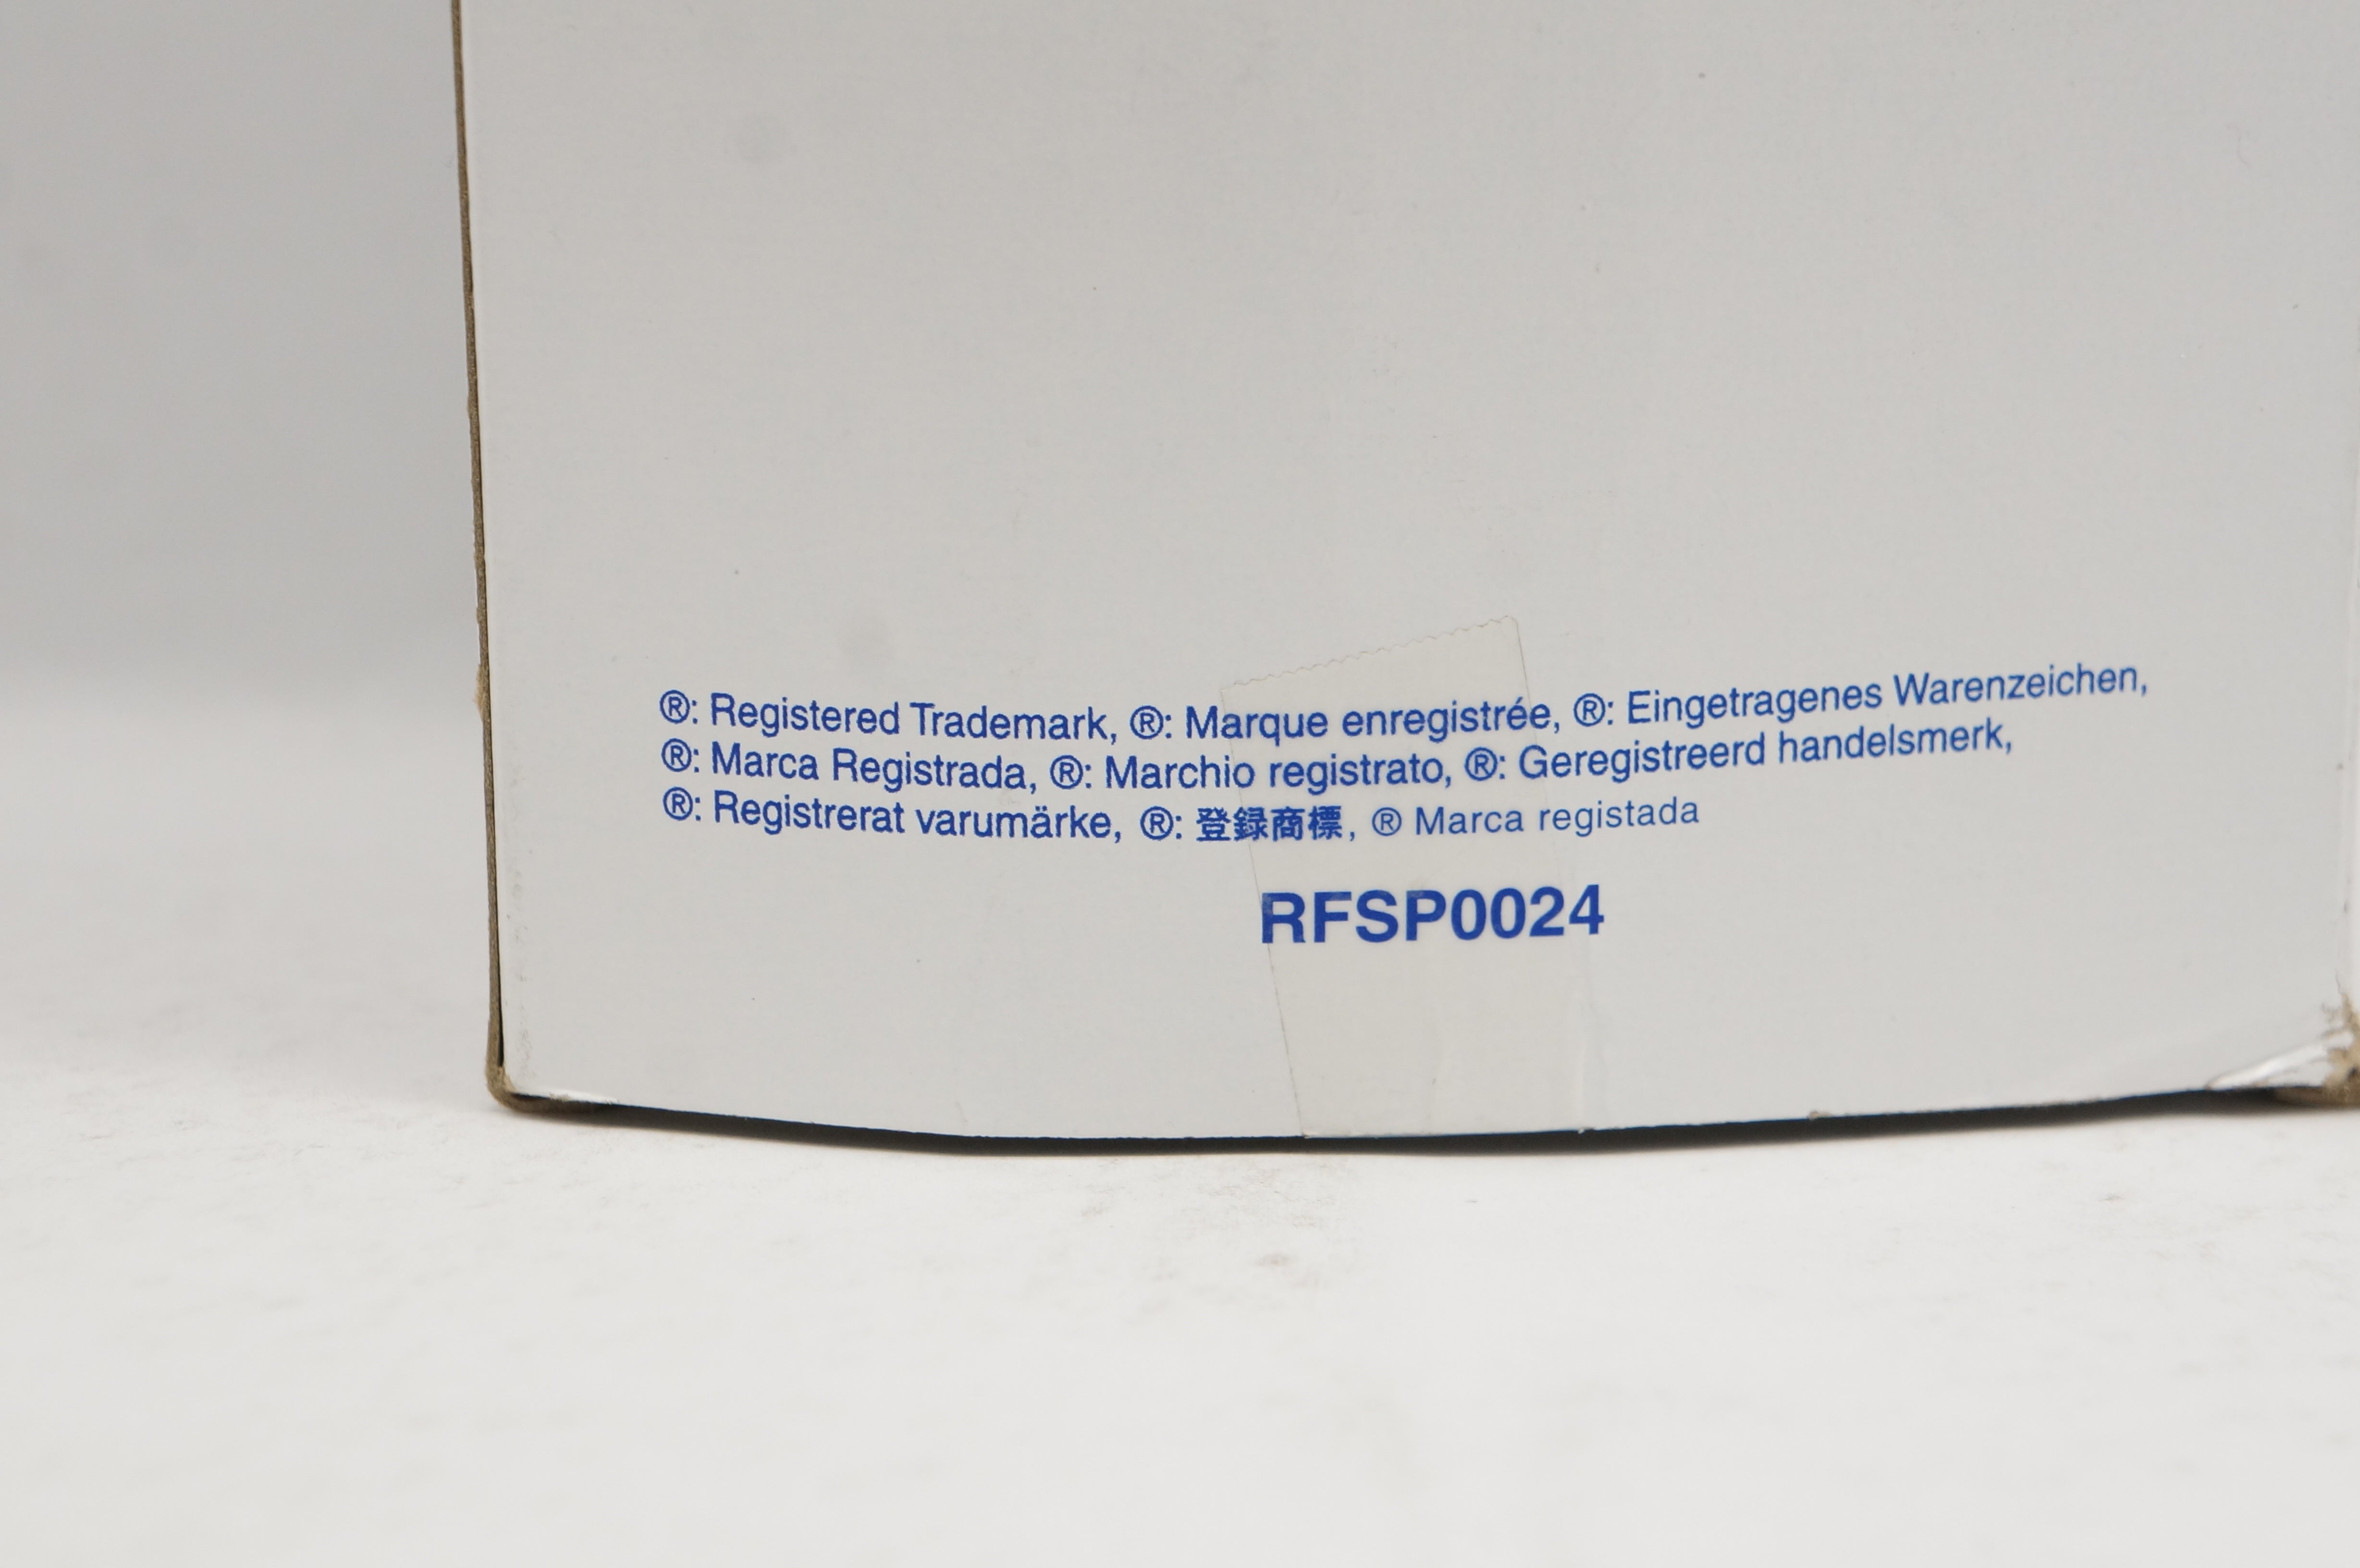 ®: Registered Trademark, ®: Marque enregistrée, ®: Eingetragenes Warenzeichen,
®: Marca Registrada, ®: Marchio registrato, ®: Geregistreerd handelsmerk,
®: Registrerat varumärke, ®: 登録商標, ® Marca registada
RFSP0024